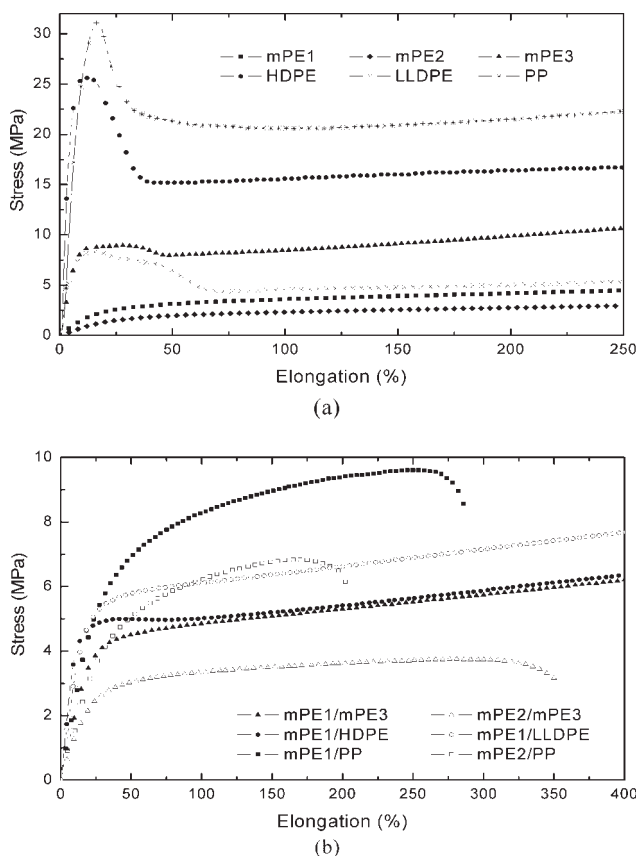 30
25
20
15
10
5
0
Stress (MPa)
mPE1 mPE2 mPE3
HDPE LLDPE PP
0 50 100 150 200 250
Elongation (%)
(a)
10
8
6
4
2
0
Stress (MPa)
mPE1/mPE3 mPE2/mPE3
mPE1/HDPE mPE1/LLDPE
mPE1/PP mPE2/PP
0 50 100 150 200 250 300 350 400
Elongation (%)
(b)